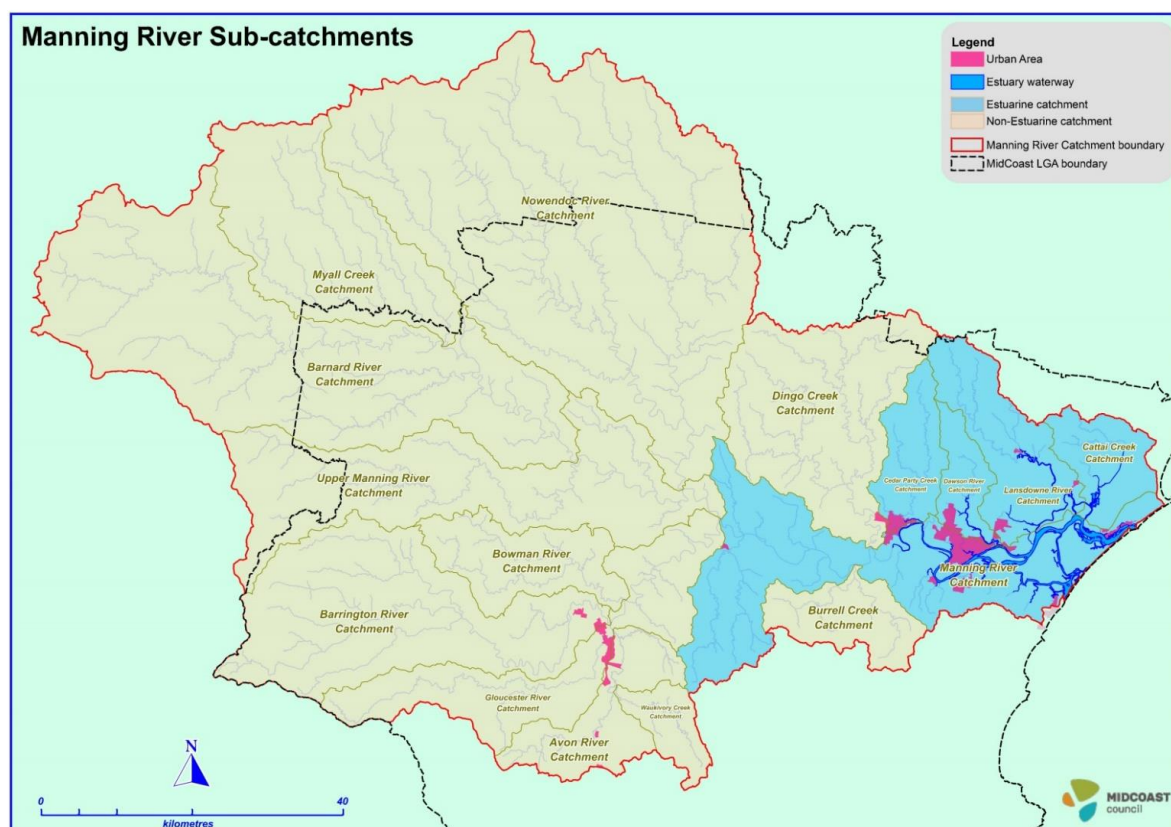 Manning River Sub-catchments
Legend
Urban Area
Estuary waterway
Estuarine catchment
Non-Estuarine catchment
Manning River Catchment boundary
MidCoast LGA boundary
Nowendoc River
Catchment
Myall Creek
Catchment
Barnard River
Catchment
Dingo Creek
Catchment
Cattai Creek
Catchment
Upper Manning River
Catchment
Cedar Party Creek
Catchment
Dawson River
Catchment
Lansdowne River
Catchment
Bowman River
Catchment
Manning River
Catchment
Barrington River
Catchment
Burrell Creek
Catchment
Gloucester River
Catchment
Waukivory Creek
Catchment
Avon River
Catchment
N
0 40
kilometres
MIDCOAST
council